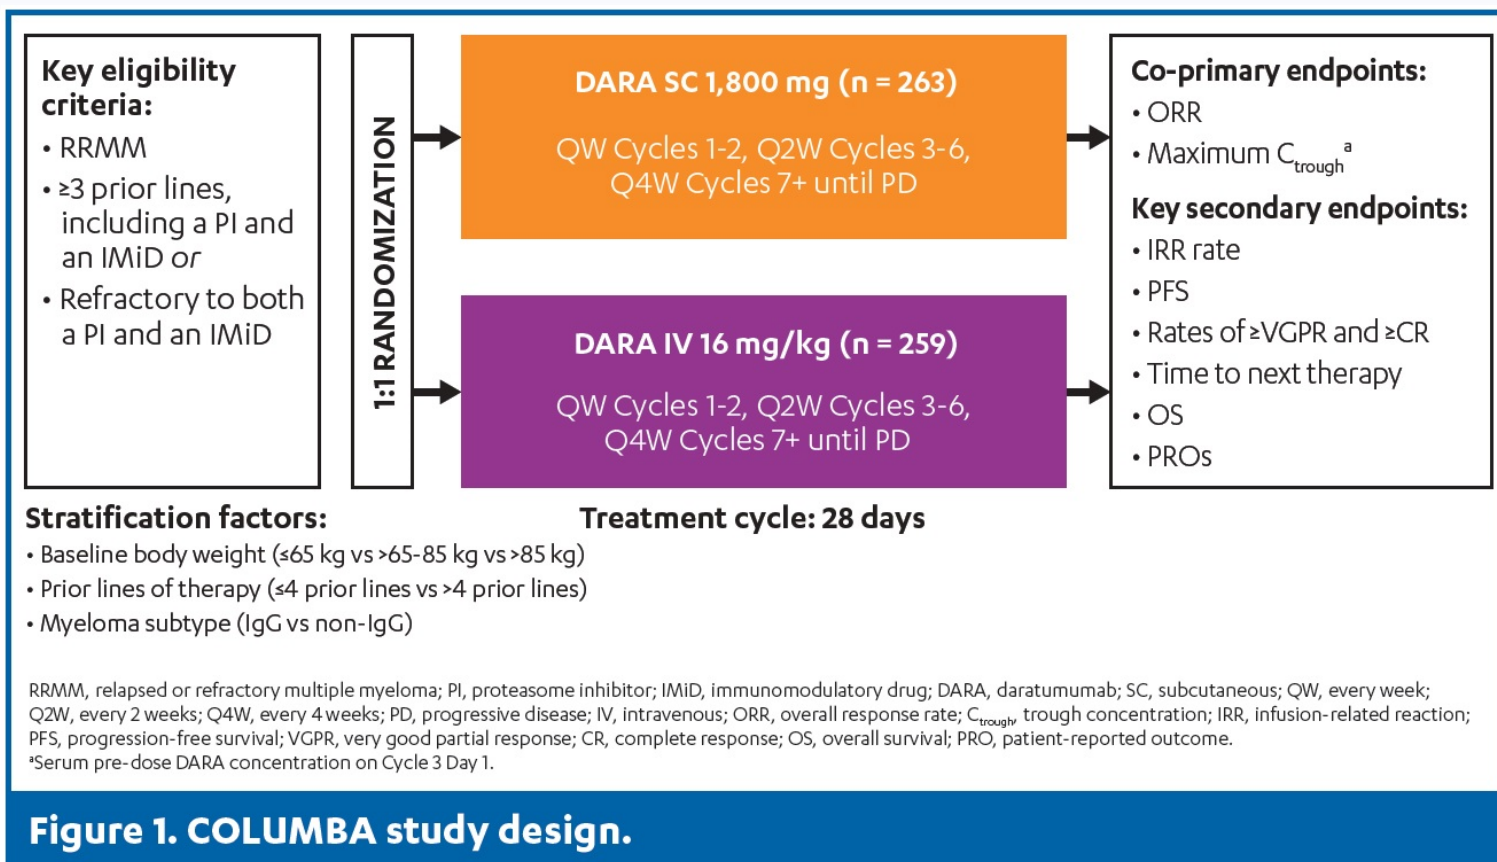 Key eligibility
criteria:
• RRMM
• ≥3 prior lines,
including a PI and
an IMiD or
• Refractory to both
a PI and an IMiD
1:1 RANDOMIZATION
DARA SC 1,800 mg (n = 263)
QW Cycles 1-2, Q2W Cycles 3-6,
Q4W Cycles 7+ until PD
DARA IV 16 mg/kg (n = 259)
QW Cycles 1-2, Q2W Cycles 3-6,
Q4W Cycles 7+ until PD
Co-primary endpoints:
• ORR
• Maximum Ctroughª
Key secondary endpoints:
• IRR rate
• PFS
• Rates of ≥VGPR and ≥CR
• Time to next therapy
• OS
• PROs
Stratification factors:
• Baseline body weight (≤65 kg vs >65-85 kg vs >85 kg)
• Prior lines of therapy (≤4 prior lines vs >4 prior lines)
• Myeloma subtype (IgG vs non-IgG)
Treatment cycle: 28 days
RRMM, relapsed or refractory multiple myeloma; PI, proteasome inhibitor; IMiD, immunomodulatory drug; DARA, daratumumab; SC, subcutaneous; QW, every week;
Q2W, every 2 weeks; Q4W, every 4 weeks; PD, progressive disease; IV, intravenous; ORR, overall response rate; Ctrough, trough concentration; IRR, infusion-related reaction;
PFS, progression-free survival; VGPR, very good partial response; CR, complete response; OS, overall survival; PRO, patient-reported outcome.
ªSerum pre-dose DARA concentration on Cycle 3 Day 1.
Figure 1. COLUMBA study design.